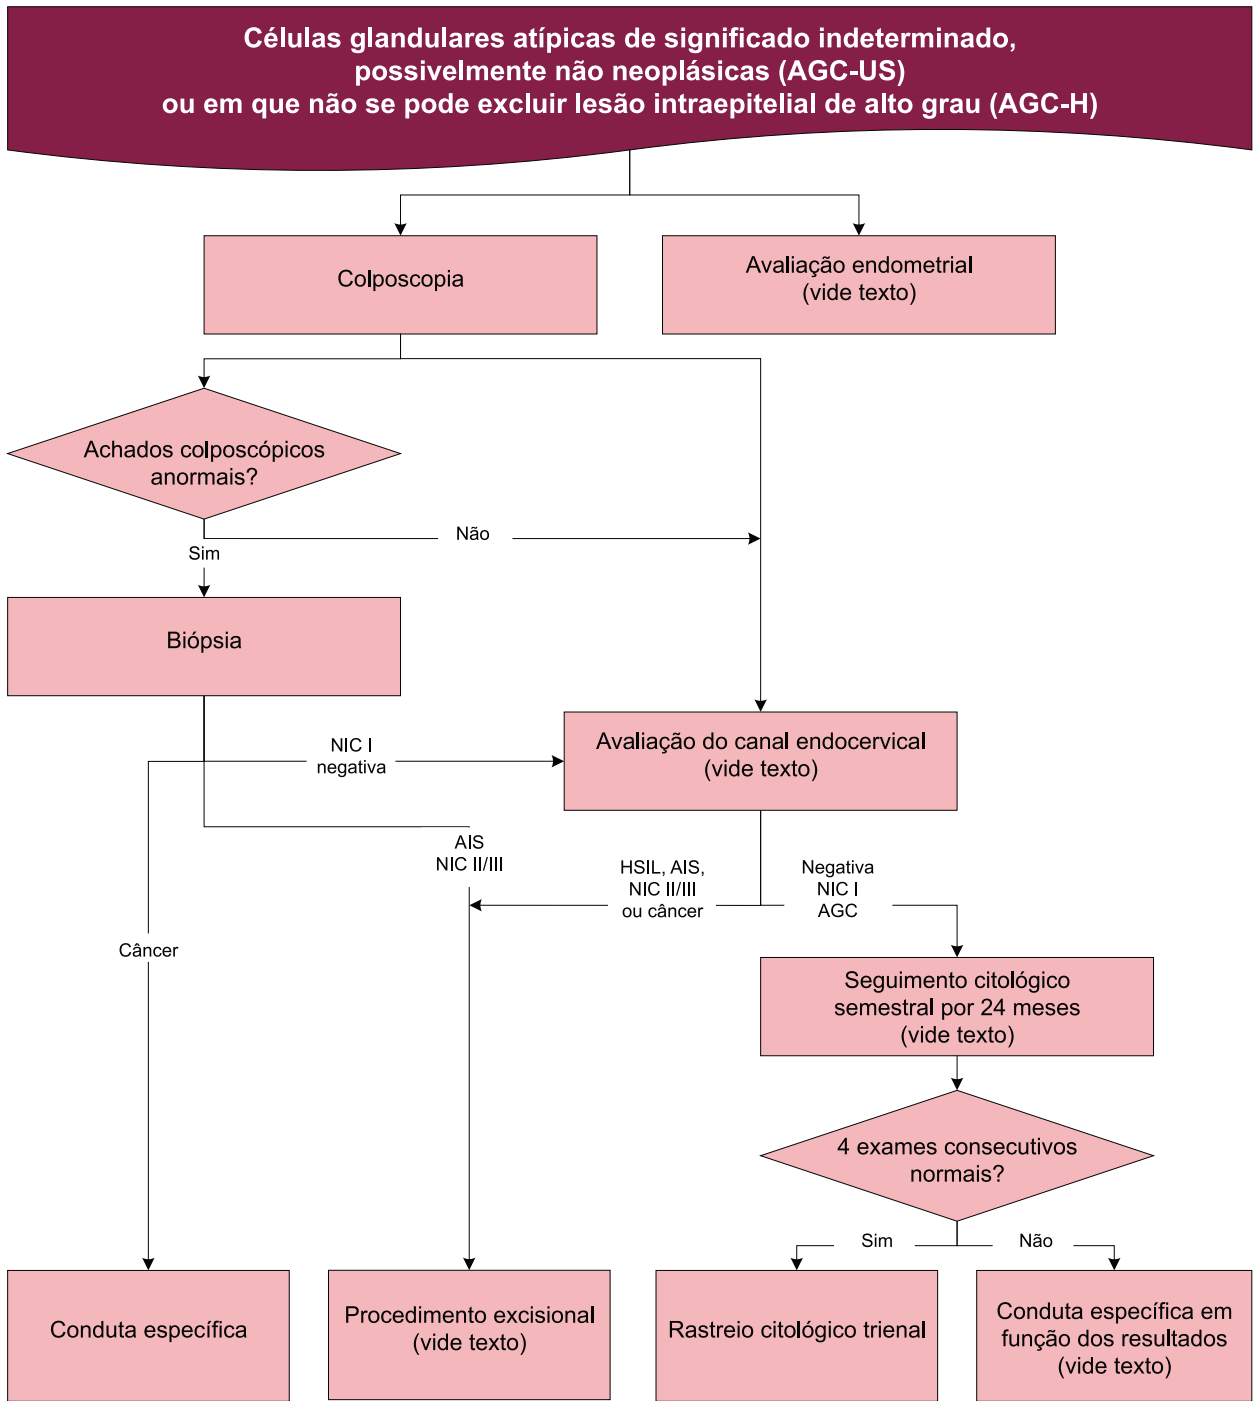 Células glandulares atípicas de significado indeterminado,
possivelmente não neoplásicas (AGC-US)
ou em que não se pode excluir lesão intraepitelial de alto grau (AGC-H)
Colposcopia
Avaliação endometrial
(vide texto)
Achados colposcópicos
anormais?
Não
Sim
Biópsia
NIC I
negativa
Avaliação do canal endocervical
(vide texto)
AIS
NIC II/III
HSIL, AIS,
NIC II/III
ou câncer
Negativa
NIC I
AGC
Câncer
Seguimento citológico
semestral por 24 meses
(vide texto)
4 exames consecutivos
normais?
Sim
Não
Conduta específica
Procedimento excisional
(vide texto)
Rastreio citológico trienal
Conduta específica em
função dos resultados
(vide texto)